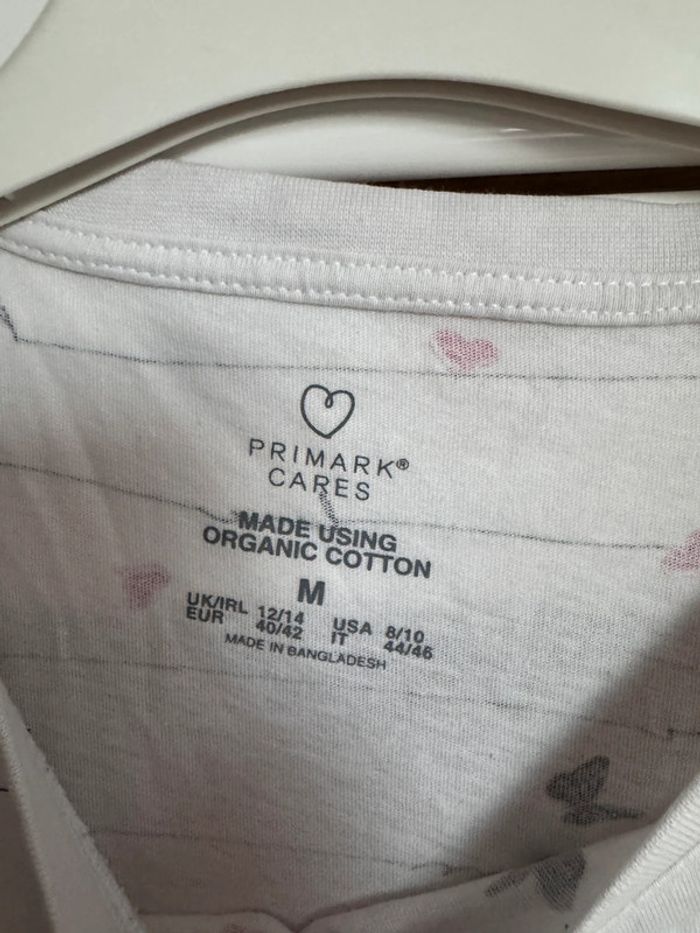 PRIMARK®
CARES
MADE USING
ORGANIC COTTON
M
UK/IRL 12/14 USA 8/10
EUR 40/42 IT 44/46
MADE IN BANGLADESH